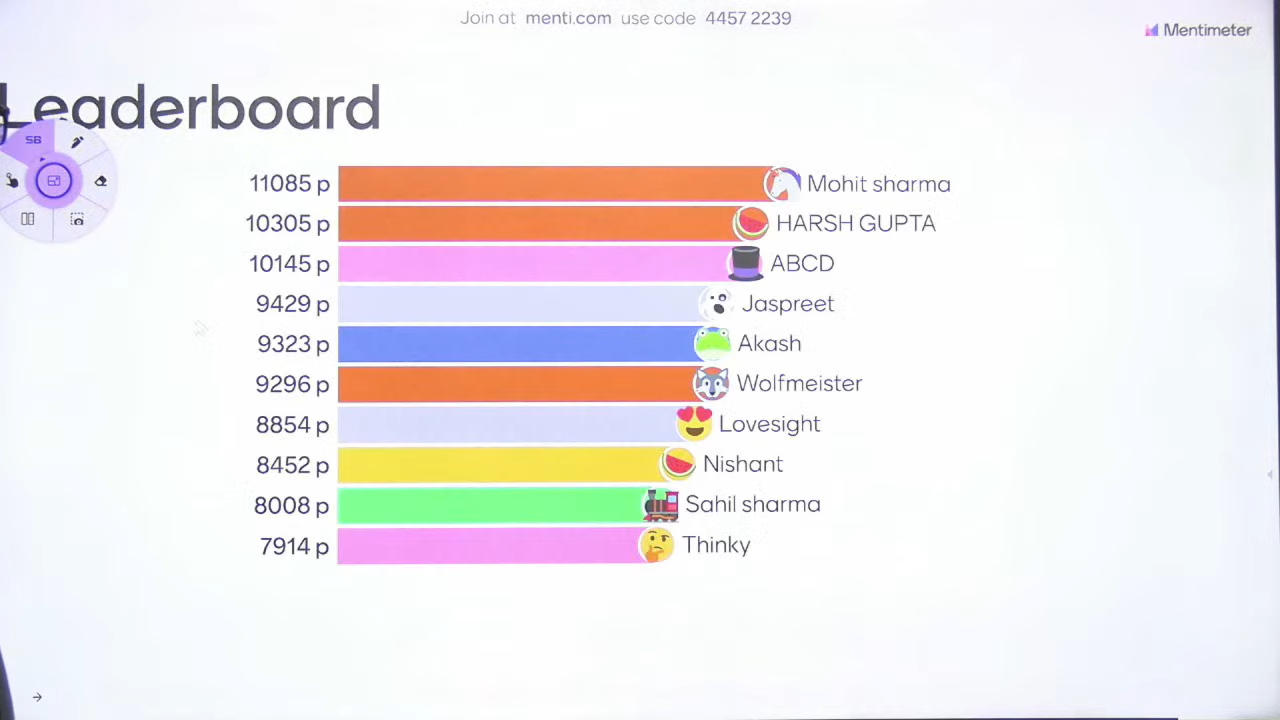 Join at menti.com use code 4457 2239
Mentimeter
Leaderboard
SB
11085 p Mohit sharma
10305 p HARSH GUPTA
10145 p ABCD
9429 p Jaspreet
9323 p Akash
9296 p Wolfmeister
8854 p Lovesight
8452 p Nishant
8008 p Sahil sharma
7914 p Thinky